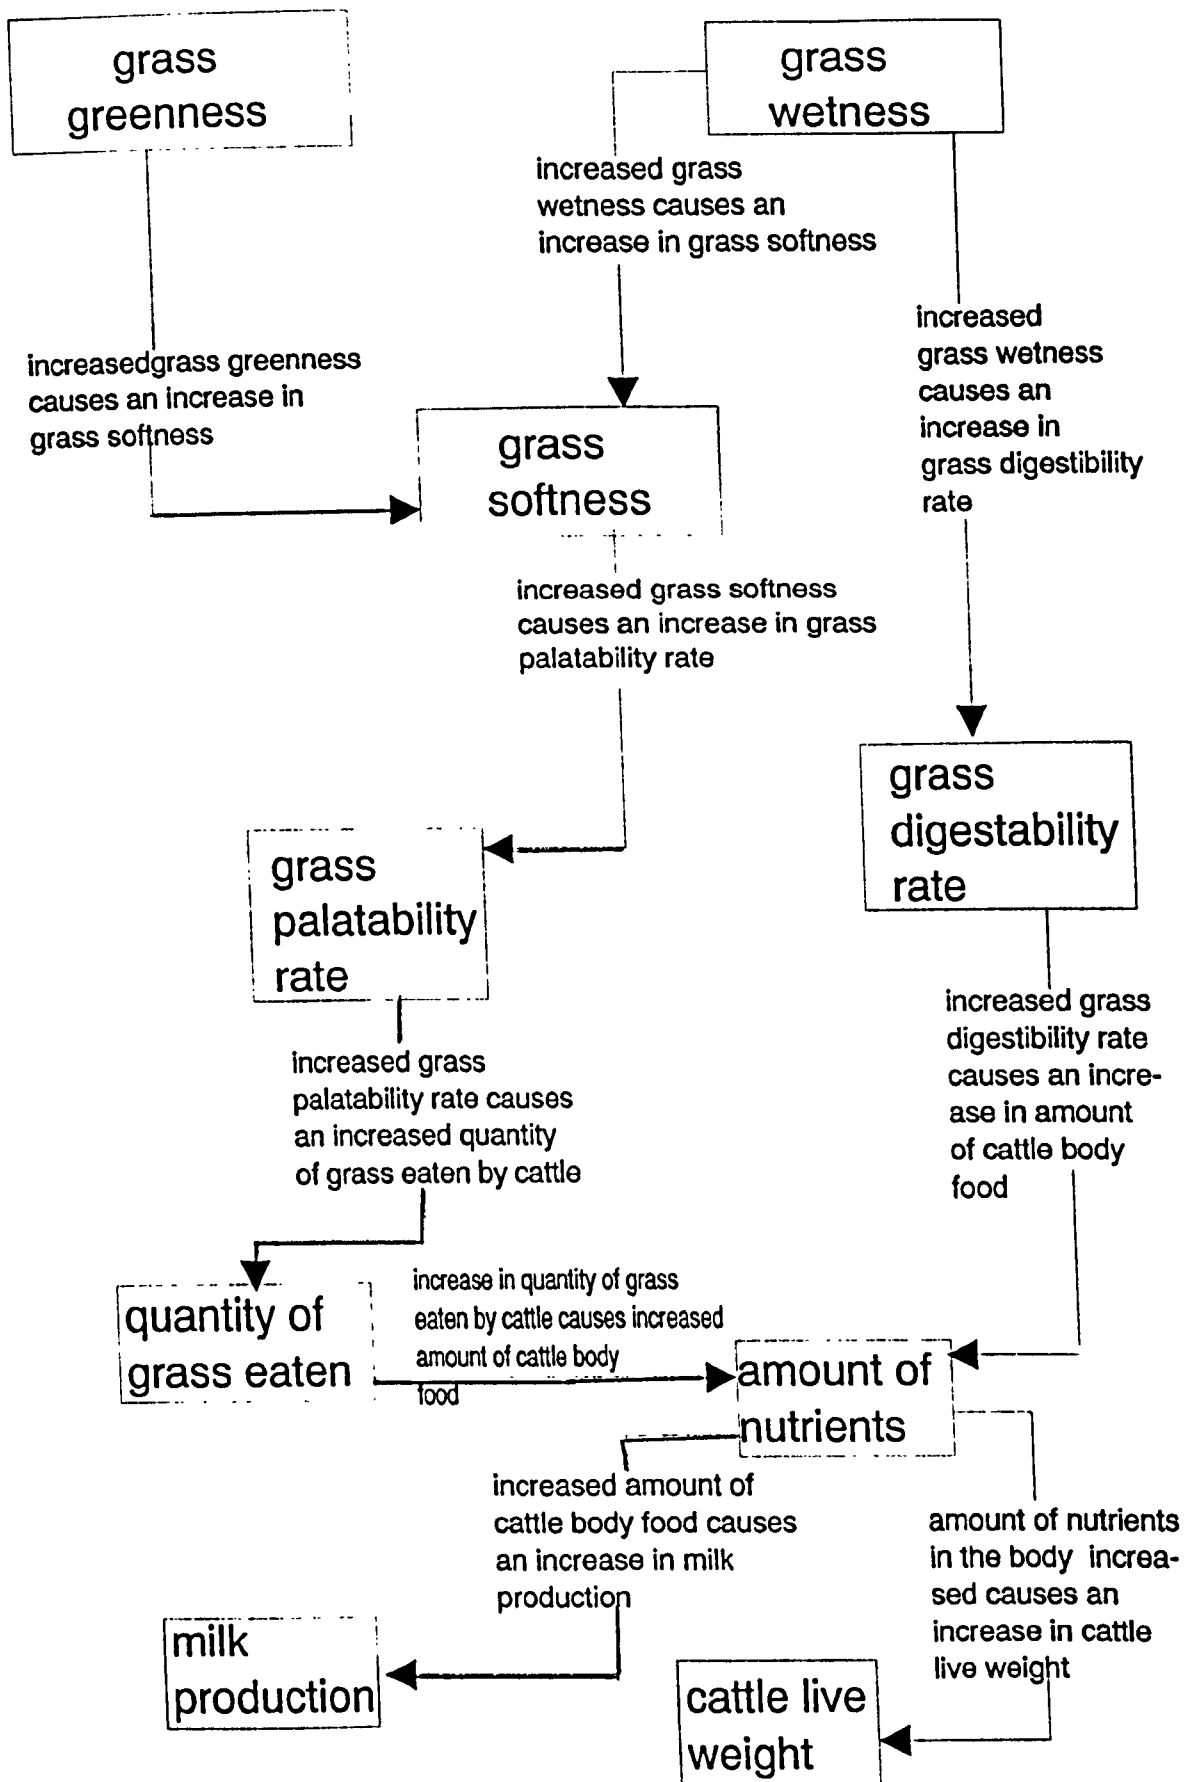 grass
greenness
grass
wetness
increased grass
wetness causes an
increase in grass softness
increased
grass wetness
causes an
increase in
grass digestibility
rate
increasedgrass greenness
causes an increase in
grass softness
grass
softness
increased grass softness
causes an increase in grass
palatability rate
grass
digestability
rate
grass
palatability
rate
increased grass
digestibility rate
causes an incre-
ase in amount
of cattle body
food
increased grass
palatability rate causes
an increased quantity
of grass eaten by cattle
quantity of
grass eaten
increase in quantity of grass
eaten by cattle causes increased
amount of cattle body
food
amount of
nutrients
increased amount of
cattle body food causes
an increase in milk
production
amount of nutrients
in the body increa-
sed causes an
increase in cattle
live weight
milk
production
cattle live
weight